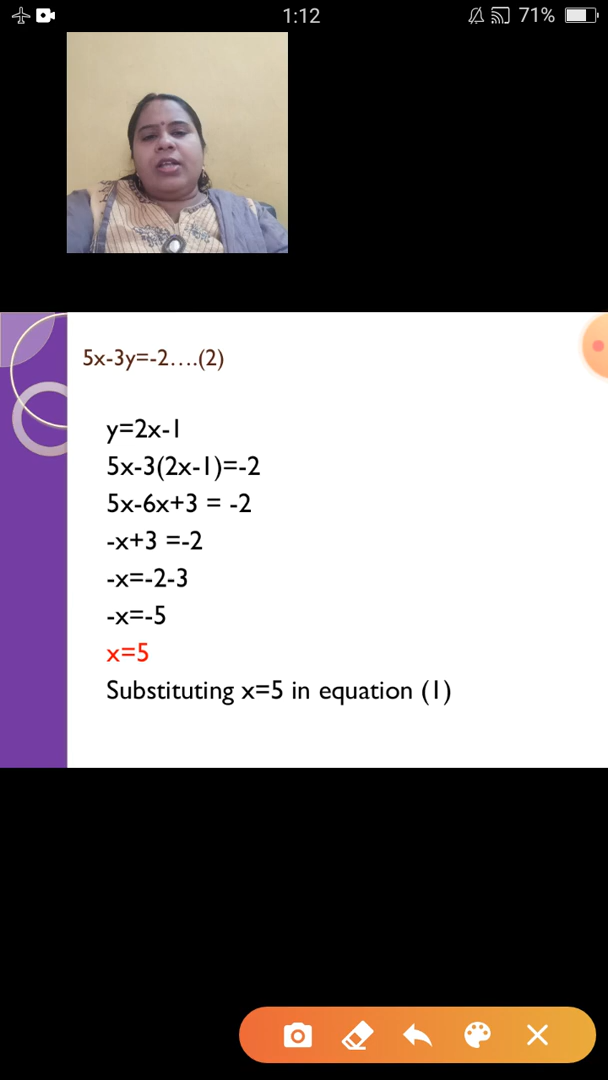 1:12
71%
5x-3y=-2....(2)
y=2x-1
5x-3(2x-1)=-2
5x-6x+3 = -2
-x+3 =-2
-x=-2-3
-x=-5
x=5
Substituting x=5 in equation (1)